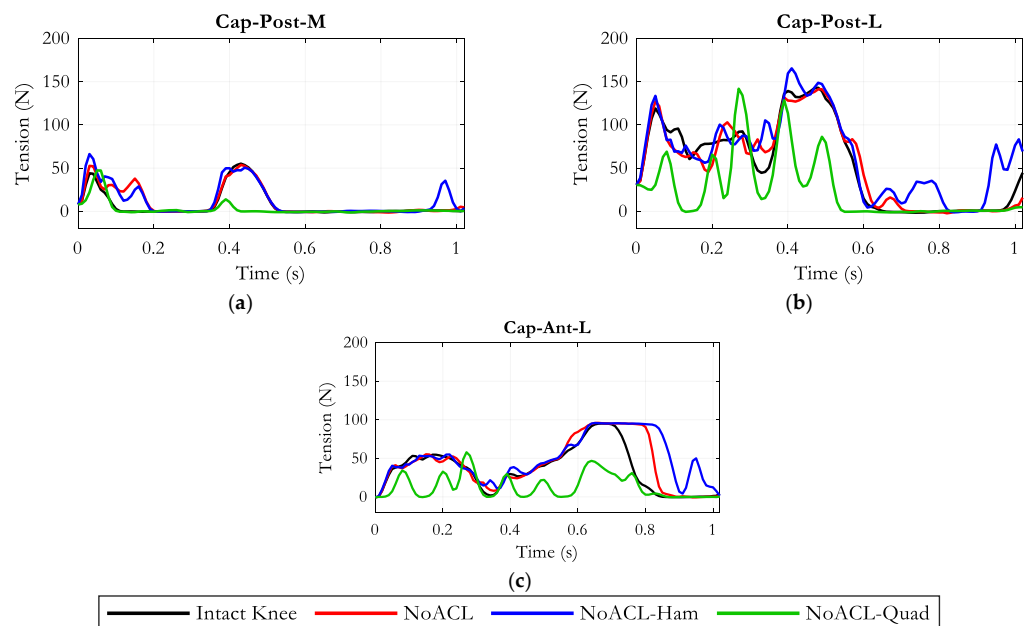 Cap-Post-M
200
150
100
50
0
Tension (N)
0 0.2 0.4 0.6 0.8 1
Time (s)
(a)
Cap-Post-L
200
150
100
50
0
Tension (N)
0 0.2 0.4 0.6 0.8 1
Time (s)
(b)
Cap-Ant-L
200
150
100
50
0
Tension (N)
0 0.2 0.4 0.6 0.8 1
Time (s)
(c)
Intact Knee NoACL NoACL-Ham NoACL-Quad